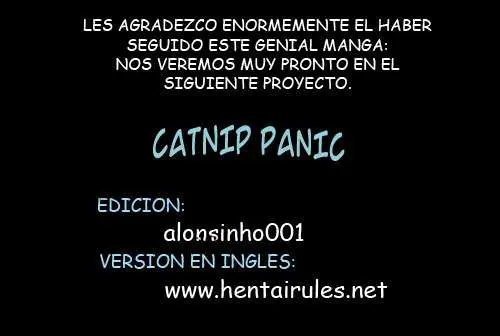 LES AGRADEZCO ENORMEMENTE EL HABER
SEGUIDO ESTE GENIAL MANGA:
NOS VEREMOS MUY PRONTO EN EL
SIGUIENTE PROYECTO.
CATNIP PANIC
EDICION:
alonsinho001
VERSION EN INGLES:
www.hentairules.net